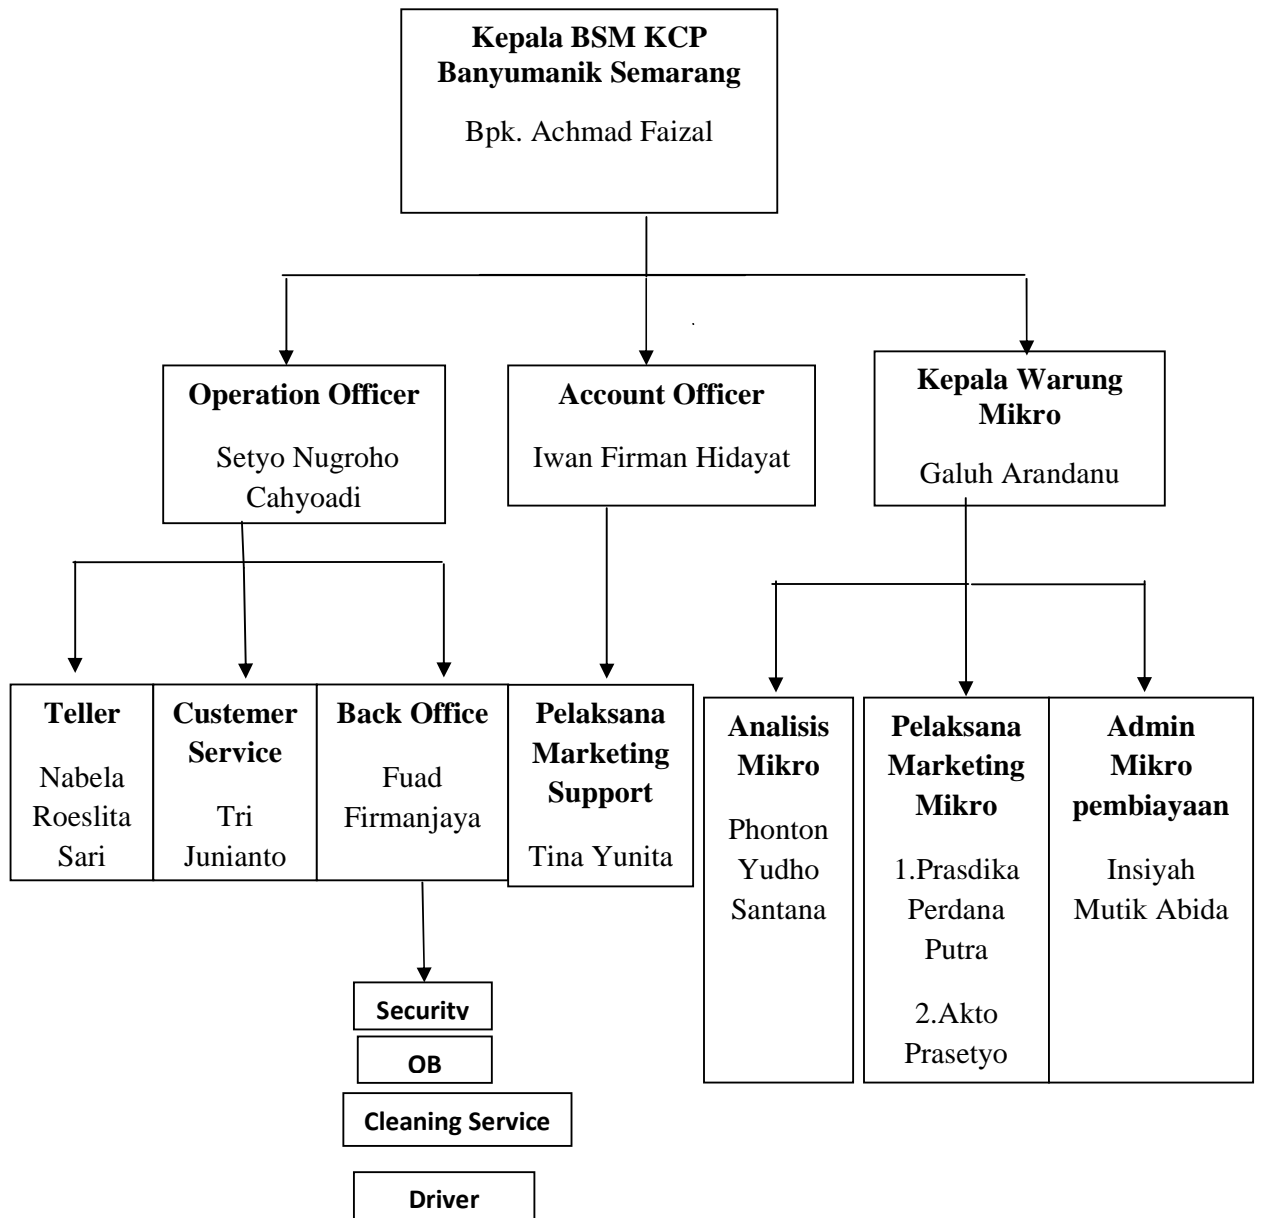 Kepala BSM KCP
Banyumanik Semarang
Bpk. Achmad Faizal
Operation Officer
Setyo Nugroho
Cahyoadi
Account Officer
Iwan Firman Hidayat
Kepala Warung
Mikro
Galuh Arandanu
Teller
Nabela
Roeslita
Sari
Custemer
Service
Tri
Junianto
Back Office
Fuad
Firmanjaya
Pelaksana
Marketing
Support
Tina Yunita
Analisis
Mikro
Phonton
Yudho
Santana
Pelaksana
Marketing
Mikro
1.Prasdika
Perdana
Putra
2.Akto
Prasetyo
Admin
Mikro
pembiayaan
Insiyah
Mutik Abida
Security
OB
Cleaning Service
Driver